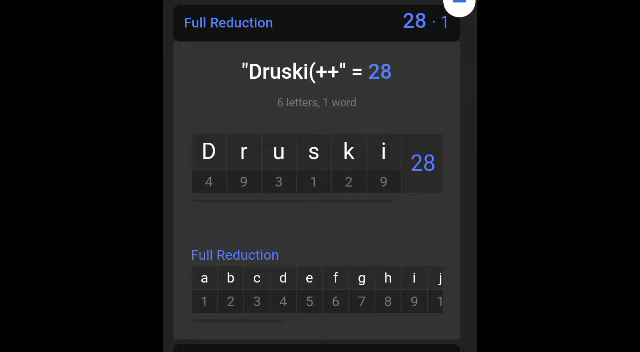 Full Reduction 28 · 1
"Druski(++" = 28
6 letters, 1 word
D r u s k i 28
4 9 3 1 2 9
Full Reduction
a b c d e f g h i j
1 2 3 4 5 6 7 8 9 1